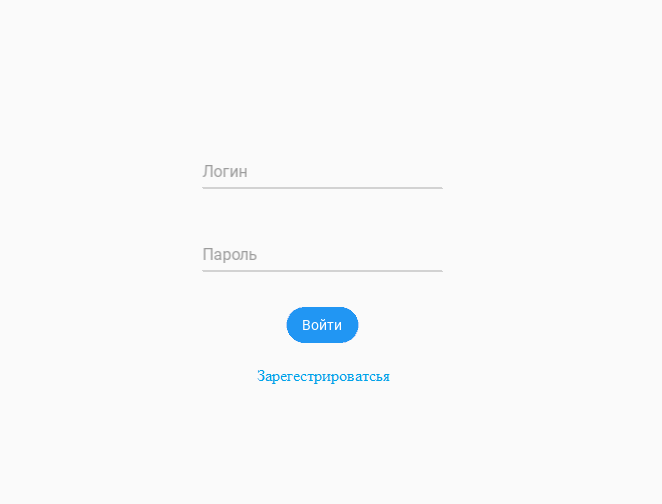 Логин
Пароль
Войти
Зарегестрироватсья